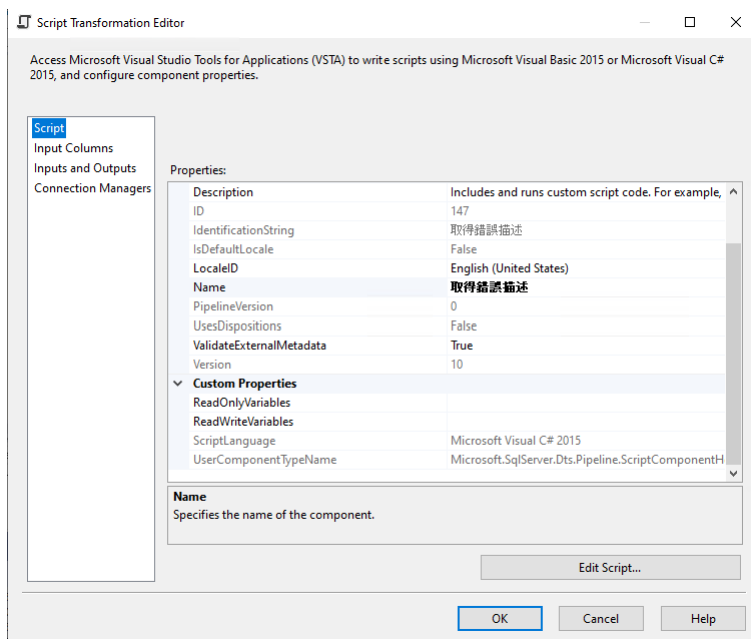 Script Transformation Editor
Access Microsoft Visual Studio Tools for Applications (VSTA) to write scripts using Microsoft Visual Basic 2015 or Microsoft Visual C#
2015, and configure component properties.
Script
Input Columns
Inputs and Outputs
Connection Managers
Properties:
Description Includes and runs custom script code. For example,
ID 147
IdentificationString 取得錯誤描述
IsDefaultLocale False
LocaleID English (United States)
Name 取得錯誤描述
PipelineVersion 0
UsesDispositions False
ValidateExternalMetadata True
Version 10
Custom Properties
ReadOnlyVariables
ReadWriteVariables
ScriptLanguage Microsoft Visual C# 2015
UserComponentTypeName Microsoft.SqlServer.Dts.Pipeline.ScriptComponentH
Name
Specifies the name of the component.
Edit Script...
OK Cancel Help